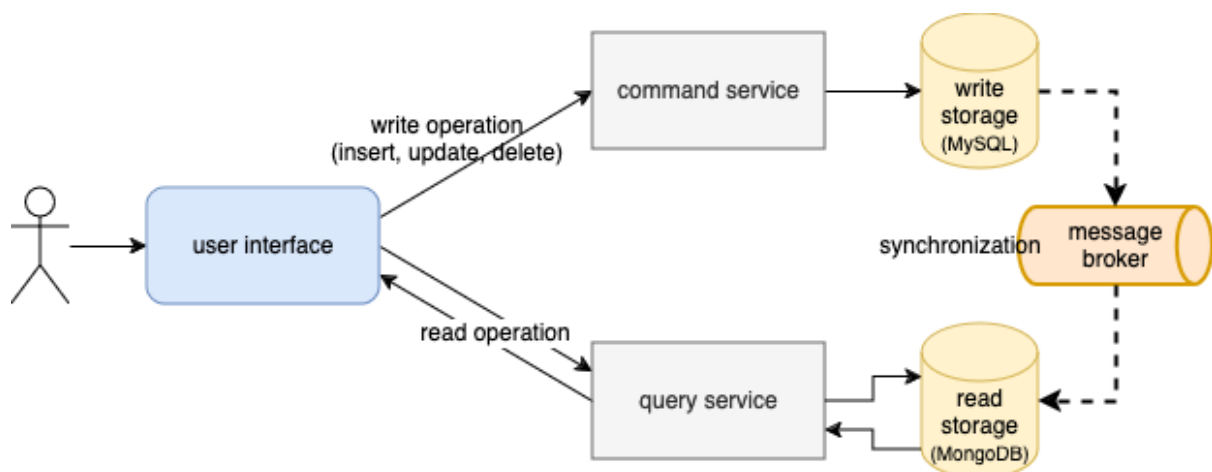 command service
write
storage
(MySQL)
write operation
(insert, update, delete)
user interface
synchronization
message
broker
read operation
query service
read
storage
(MongoDB)